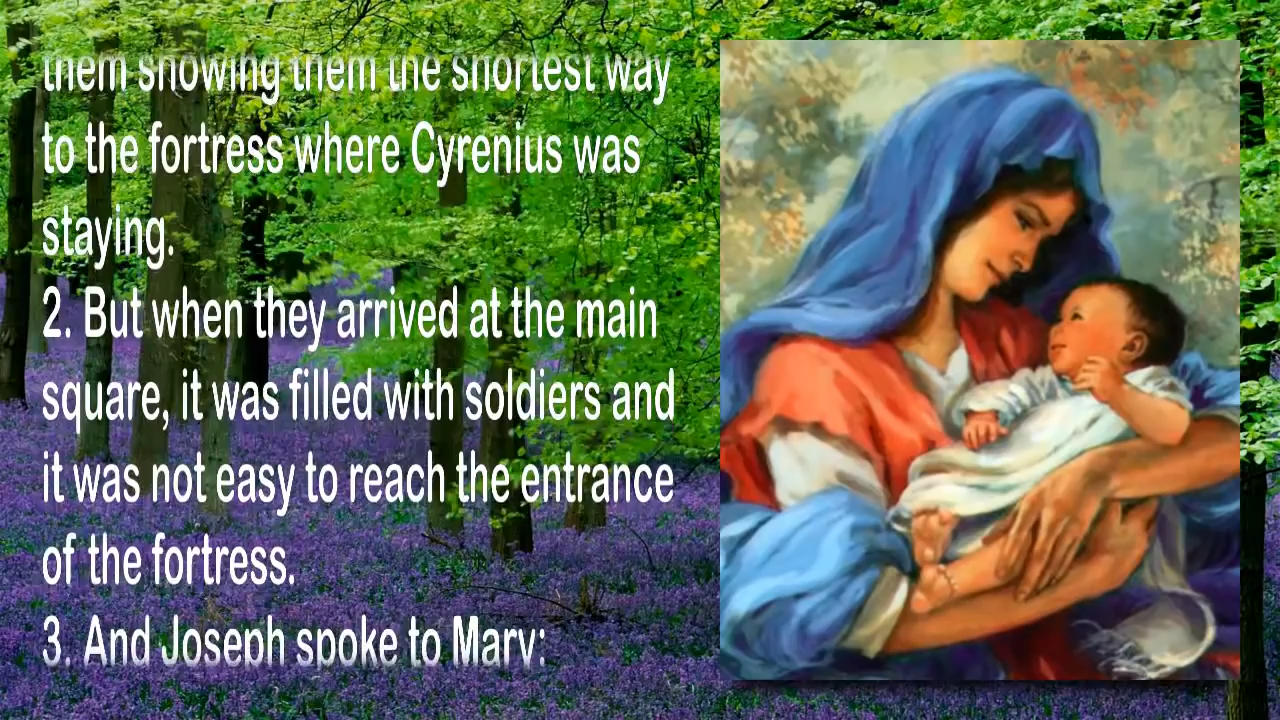 them showing them the shortest way
to the fortress where Cyrenius was
staying.
2. But when they arrived at the main
square, it was filled with soldiers and
it was not easy to reach the entrance
of the fortress.
3. And Joseph spoke to Mary: